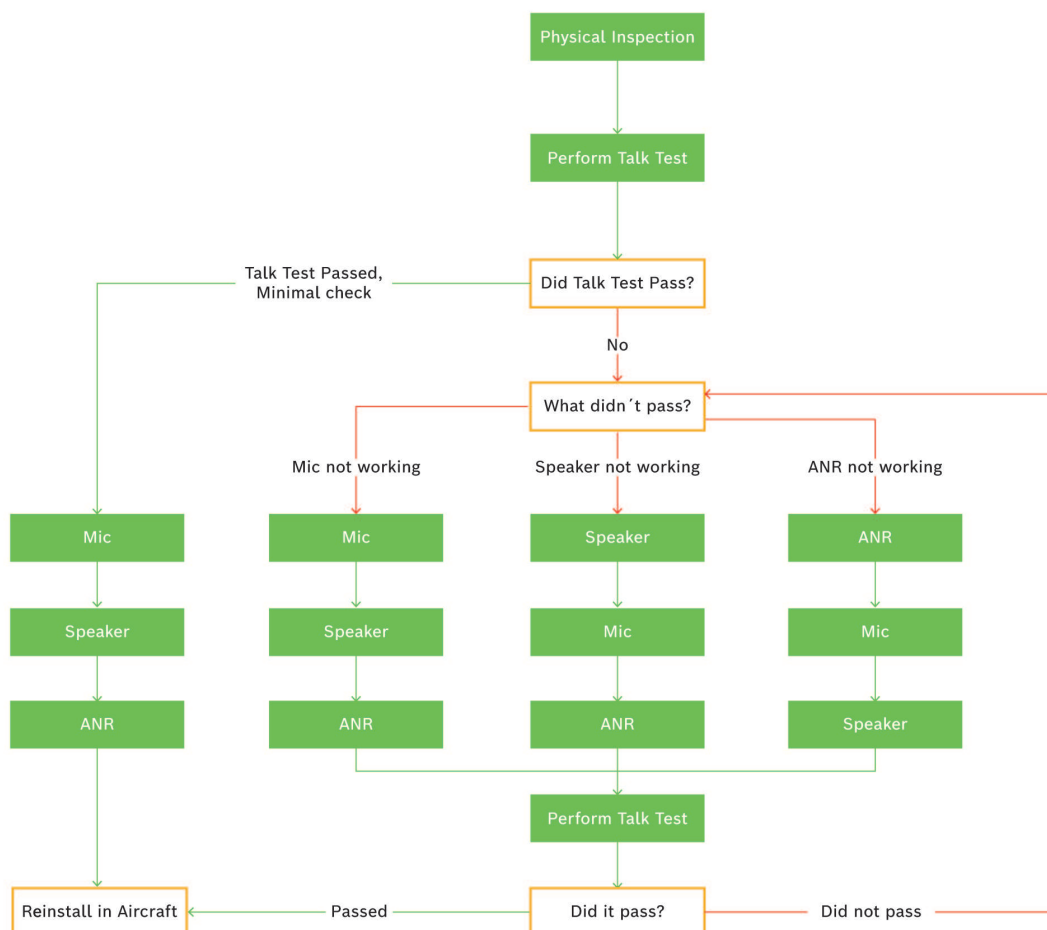 Physical Inspection
Perform Talk Test
Talk Test Passed,
Minimal check
Did Talk Test Pass?
No
What didn´t pass?
Mic not working
Speaker not working
ANR not working
Mic
Mic
Speaker
ANR
Speaker
Speaker
Mic
Mic
ANR
ANR
ANR
Speaker
Perform Talk Test
Reinstall in Aircraft
Passed
Did it pass?
Did not pass